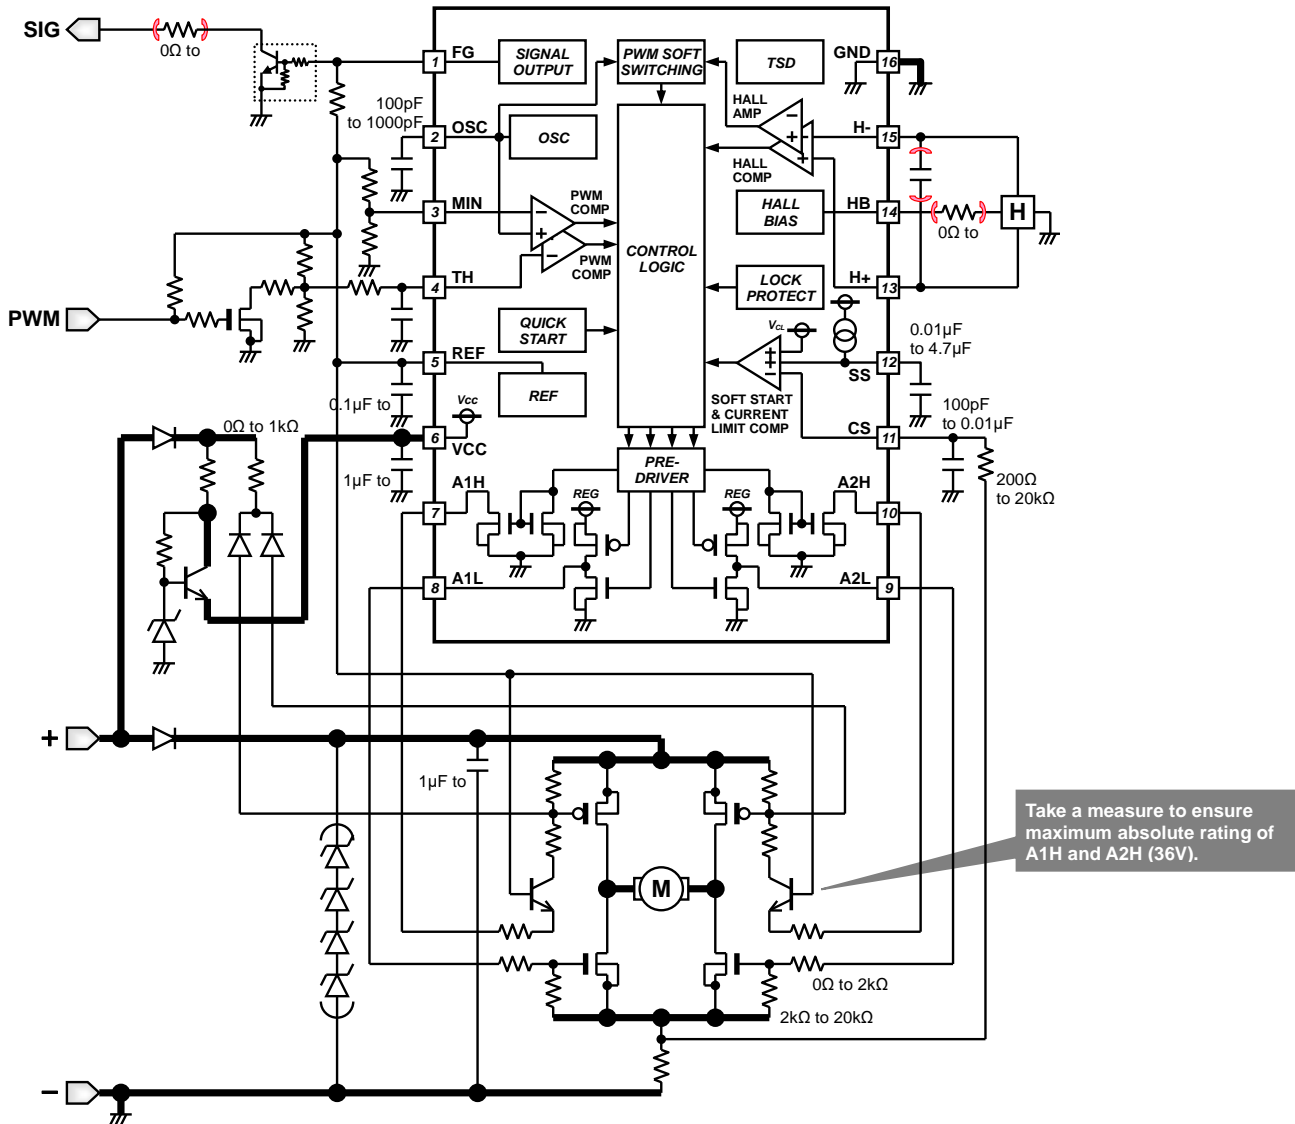 SIG
0Ω to
1
FG
SIGNAL
OUTPUT
PWM SOFT
SWITCHING
TSD
GND
16
100pF
to 1000pF
2
OSC
OSC
HALL
AMP
HALL
COMP
H-
15
3
MIN
PWM
COMP
PWM
COMP
CONTROL
LOGIC
HALL
BIAS
HB
14
0Ω to
H
PWM
4
TH
LOCK
PROTECT
H+
13
QUICK
START
5
REF
REF
0.1µF to
VCL
SS
12
0.01µF
to 4.7µF
SOFT START
& CURRENT
LIMIT COMP
CS
11
100pF
to 0.01µF
200Ω
to 20kΩ
0Ω to 1kΩ
6
VCC
Vcc
1µF to
PRE-
DRIVER
A1H
7
REG
REG
A2H
10
A1L
8
A2L
9
+
1µF to
M
Take a measure to ensure
maximum absolute rating of
A1H and A2H (36V).
0Ω to 2kΩ
2kΩ to 20kΩ
−